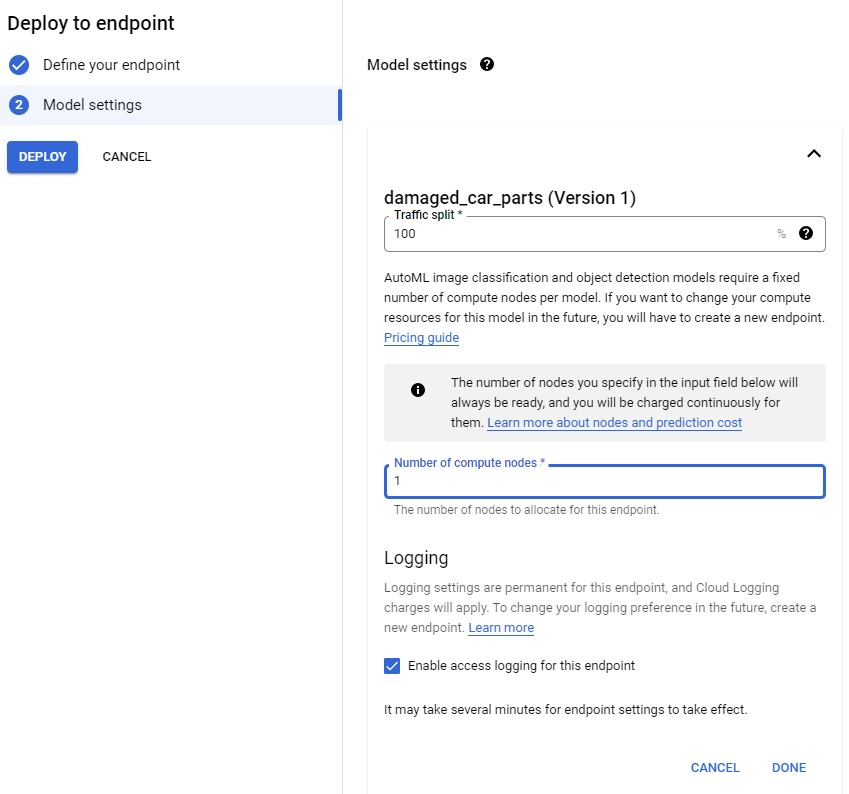 Deploy to endpoint
Define your endpoint
2 Model settings
DEPLOY CANCEL
Model settings ?
damaged_car_parts (Version 1)
Traffic split *
100 % ?
AutoML image classification and object detection models require a fixed
number of compute nodes per model. If you want to change your compute
resources for this model in the future, you will have to create a new endpoint.
Pricing guide
The number of nodes you specify in the input field below will
always be ready, and you will be charged continuously for
them. Learn more about nodes and prediction cost
Number of compute nodes *
1
The number of nodes to allocate for this endpoint.
Logging
Logging settings are permanent for this endpoint, and Cloud Logging
charges will apply. To change your logging preference in the future, create a
new endpoint. Learn more
Enable access logging for this endpoint
It may take several minutes for endpoint settings to take effect.
CANCEL DONE